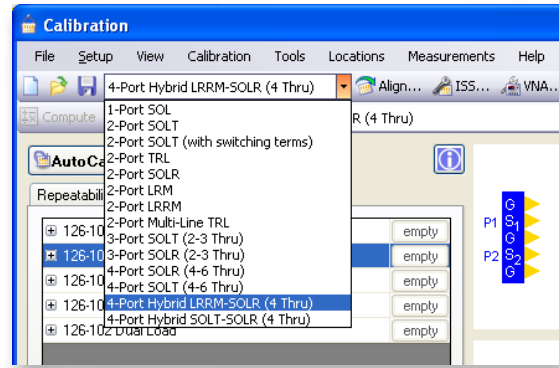 Calibration
File Setup View Calibration Tools Locations Measurements Help
4-Port Hybrid LRRM-SOLR (4 Thru) Align... ISS... VNA..
Compute R (4 Thru)
1-Port SOL
2-Port SOLT
2-Port SOLT (with switching terms)
2-Port TRL
2-Port SOLR
2-Port LRM
2-Port LRRM
2-Port Multi-Line TRL
3-Port SOLT (2-3 Thru)
3-Port SOLR (2-3 Thru)
4-Port SOLR (4-6 Thru)
4-Port SOLT (4-6 Thru)
4-Port Hybrid LRRM-SOLR (4 Thru)
4-Port Hybrid SOLT-SOLR (4 Thru)
AutoCa
Repeatabili
126-10 empty
126-10 empty
126-10 empty
126-10 empty
126-102 Dual Load empty
G
P1 S1
G
P2 S2
G